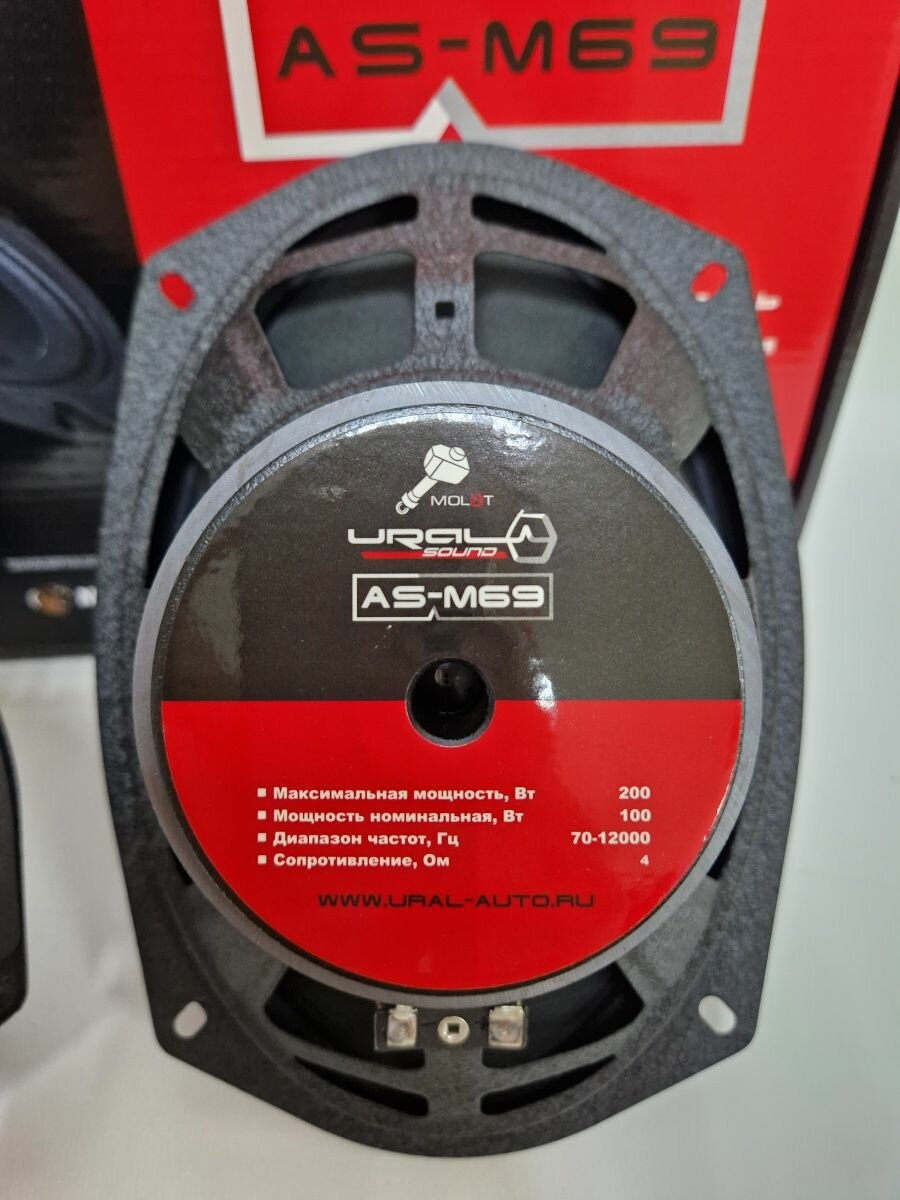 AS-M69
MOLOT
URAL
SOUND
AS-M69
Максимальная мощность, Вт 200
Мощность номинальная, Вт 100
Диапазон частот, Гц 70-12000
Сопротивление, Ом 4
WWW.URAL-AUTO.RU